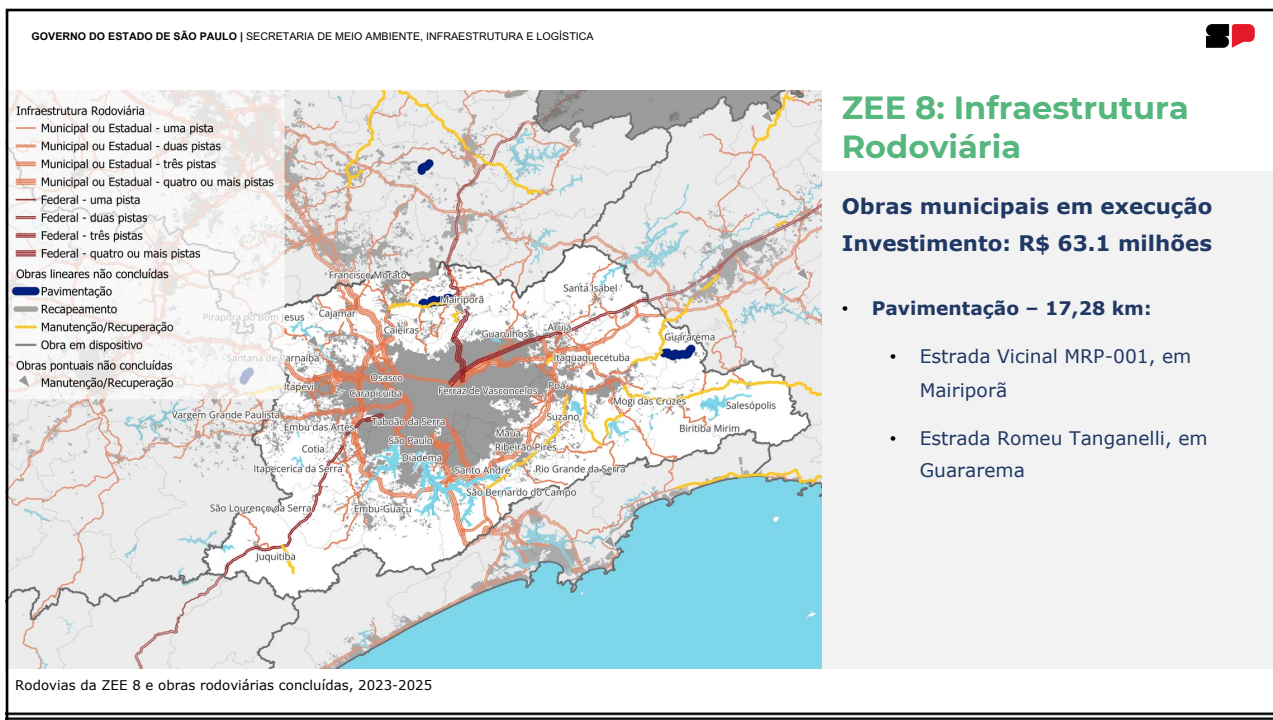 GOVERNO DO ESTADO DE SÃO PAULO | SECRETARIA DE MEIO AMBIENTE, INFRAESTRUTURA E LOGÍSTICA
SP
Infraestrutura Rodoviária
Municipal ou Estadual - uma pista
Municipal ou Estadual - duas pistas
Municipal ou Estadual - três pistas
Municipal ou Estadual - quatro ou mais pistas
Federal - uma pista
Federal - duas pistas
Federal - três pistas
Federal - quatro ou mais pistas
Obras lineares não concluídas
Pavimentação
Recapeamento
Manutenção/Recuperação
Obra em dispositivo
Obras pontuais não concluídas
Manutenção/Recuperação
Francisco Morato
Mairiporã
Santa Isabel
Pirapora do Bom Jesus
Cajamar
Caieiras
Guarulhos
Arujá
Guararema
Santana de Parnaíba
Itaquaquecetuba
Osasco
Itapevi
Carapicuíba
Ferraz de Vasconcelos
Poá
Mogi das Cruzes
Salesópolis
Vargem Grande Paulista
Taboão da Serra
Embu das Artes
Suzano
Biritiba Mirim
São Paulo
Mauá
Cotia
Ribeirão Pires
Diadema
Itapecerica da Serra
Santo André
Rio Grande da Serra
São Bernardo do Campo
São Lourenço da Serra
Embu-Guaçu
Juquitiba
ZEE 8: Infraestrutura
Rodoviária
Obras municipais em execução
Investimento: R$ 63.1 milhões
• Pavimentação – 17,28 km:
• Estrada Vicinal MRP-001, em
Mairiporã
• Estrada Romeu Tanganelli, em
Guararema
Rodovias da ZEE 8 e obras rodoviárias concluídas, 2023-2025